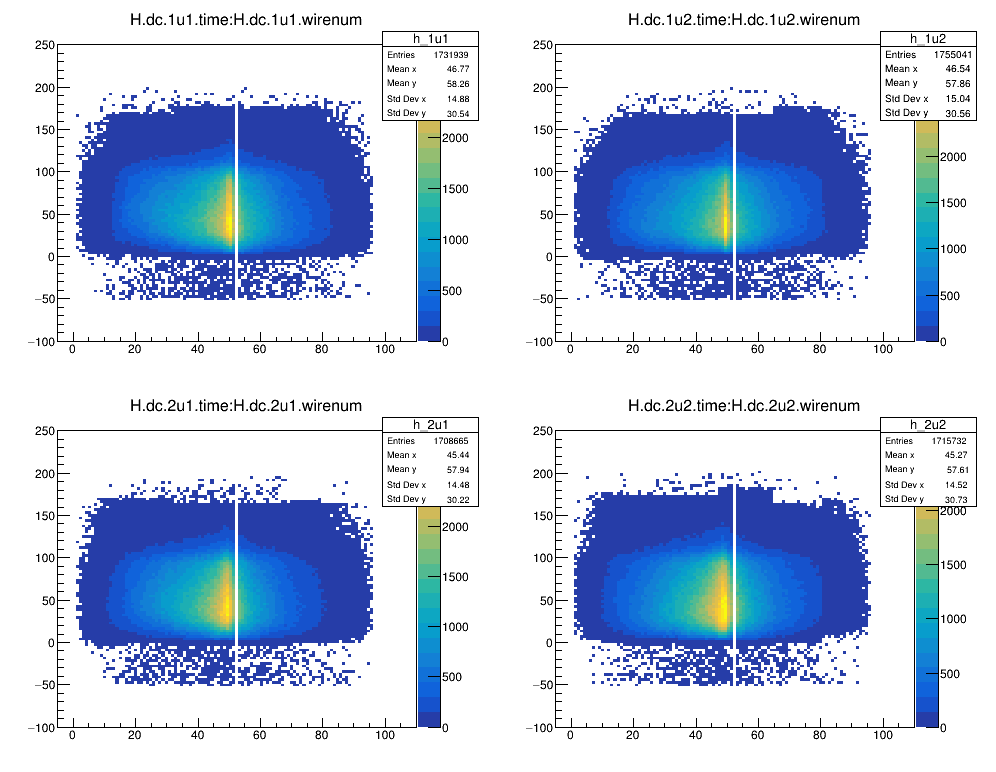 H.dc.1u1.time:H.dc.1u1.wirenum
h_1u1
Entries 1731939
Mean x 46.77
Mean y 58.26
Std Dev x 14.88
Std Dev y 30.54
250
200
150
100
50
0
−50
−100
0 20 40 60 80 100
2000
1500
1000
500
0
H.dc.1u2.time:H.dc.1u2.wirenum
h_1u2
Entries 1755041
Mean x 46.54
Mean y 57.86
Std Dev x 15.04
Std Dev y 30.56
250
200
150
100
50
0
−50
−100
0 20 40 60 80 100
2000
1500
1000
500
0
H.dc.2u1.time:H.dc.2u1.wirenum
h_2u1
Entries 1708665
Mean x 45.44
Mean y 57.94
Std Dev x 14.48
Std Dev y 30.22
250
200
150
100
50
0
−50
−100
0 20 40 60 80 100
2000
1500
1000
500
0
H.dc.2u2.time:H.dc.2u2.wirenum
h_2u2
Entries 1715732
Mean x 45.27
Mean y 57.61
Std Dev x 14.52
Std Dev y 30.73
250
200
150
100
50
0
−50
−100
0 20 40 60 80 100
2000
1500
1000
500
0